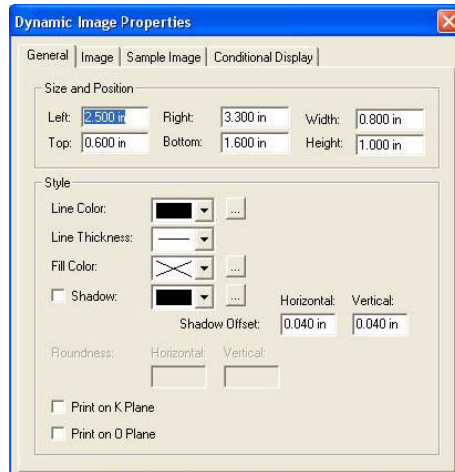 Dynamic Image Properties
General Image Sample Image Conditional Display
Size and Position
Left: 2.500 in Right: 3.300 in Width: 0.800 in
Top: 0.600 in Bottom: 1.600 in Height: 1.000 in
Style
Line Color: ...
Line Thickness:
Fill Color: ...
Shadow: ...
Horizontal: Vertical:
Shadow Offset: 0.040 in 0.040 in
Roundness: Horizontal: Vertical:
Print on K Plane
Print on O Plane